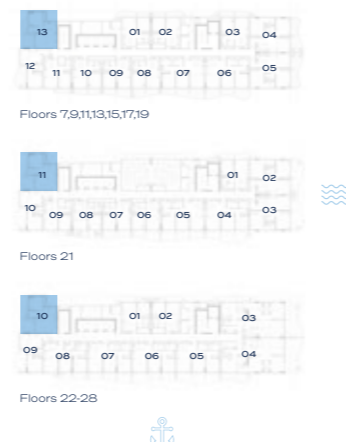 13 01 02 03 04
12 11 10 09 08 07 06 05
Floors 7,9,11,13,15,17,19
11 01 02
10 09 08 07 06 05 04 03
Floors 21
10 01 02 03
09 08 07 06 05 04
Floors 22-28